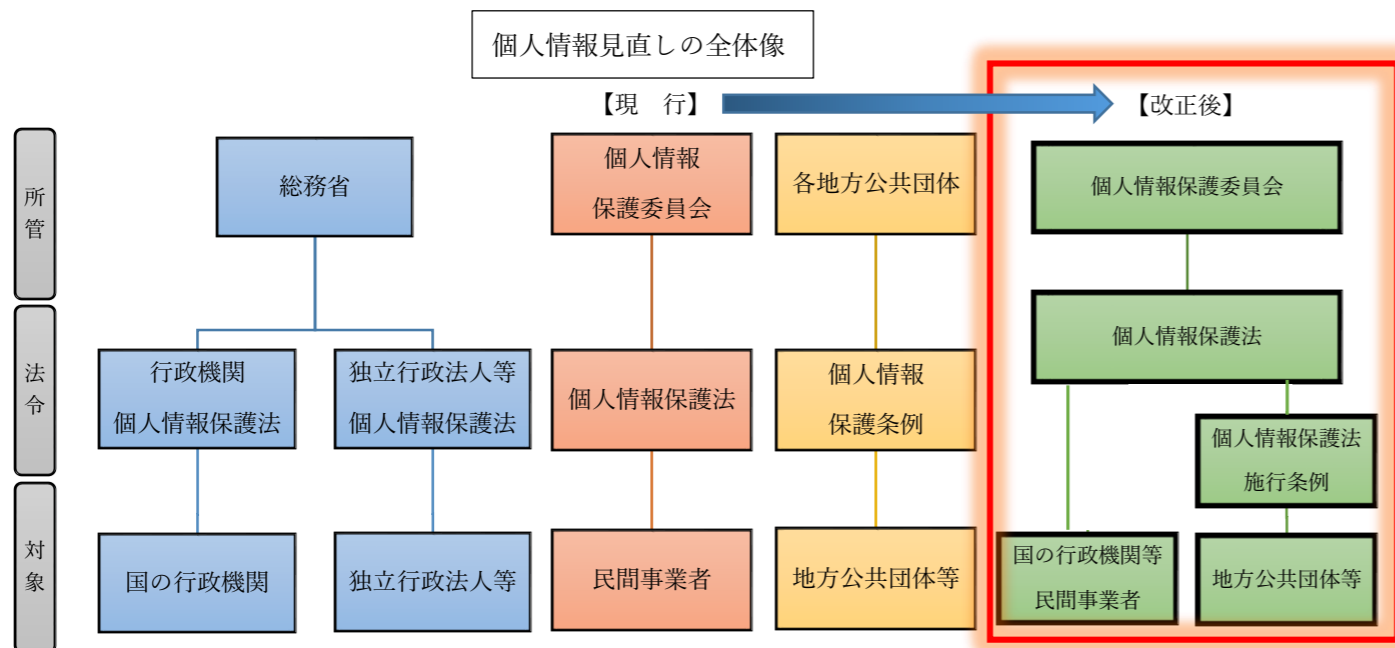 個人情報見直しの全体像
【現　行】
【改正後】
所管
総務省
個人情報
保護委員会
各地方公共団体
個人情報保護委員会
法令
行政機関
個人情報保護法
独立行政法人等
個人情報保護法
個人情報保護法
個人情報
保護条例
個人情報保護法
個人情報保護法
施行条例
対象
国の行政機関
独立行政法人等
民間事業者
地方公共団体等
国の行政機関等
民間事業者
地方公共団体等